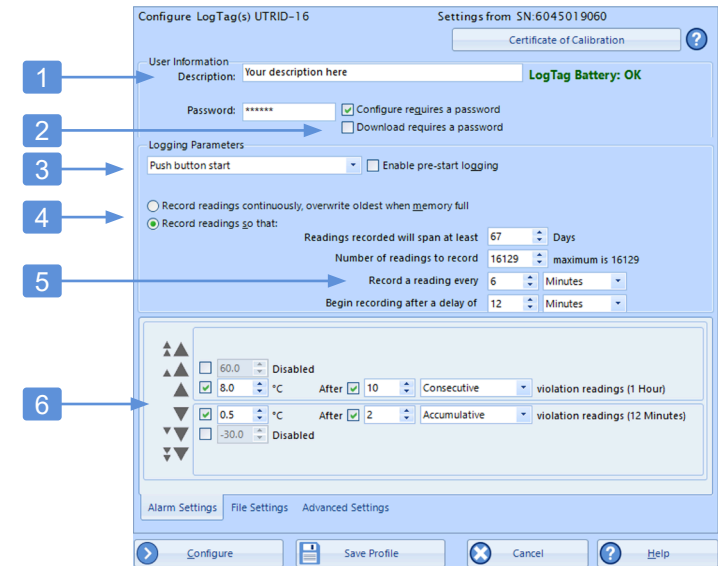 Configure LogTag(s) UTRID-16 Settings from SN:6045019060
Certificate of Calibration ?
User Information
1 Description: Your description here LogTag Battery: OK
Password: ****** Configure requires a password
2 Download requires a password
Logging Parameters
3 Push button start Enable pre-start logging
4 Record readings continuously, overwrite oldest when memory full
Record readings so that:
Readings recorded will span at least 67 Days
Number of readings to record 16129 maximum is 16129
5 Record a reading every 6 Minutes
Begin recording after a delay of 12 Minutes
60.0 Disabled
8.0 °C After 10 Consecutive violation readings (1 Hour)
6 0.5 °C After 2 Accumulative violation readings (12 Minutes)
-30.0 Disabled
Alarm Settings File Settings Advanced Settings
Configure Save Profile Cancel ? Help